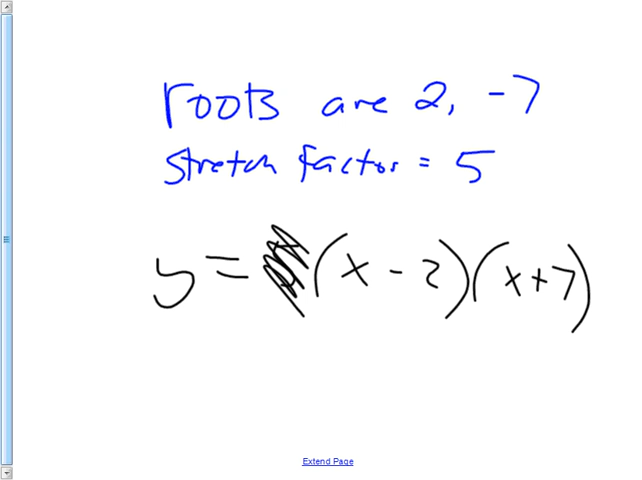 roots are 2, -7
stretch factor = 5
y = (x - 2)(x + 7)
Extend Page